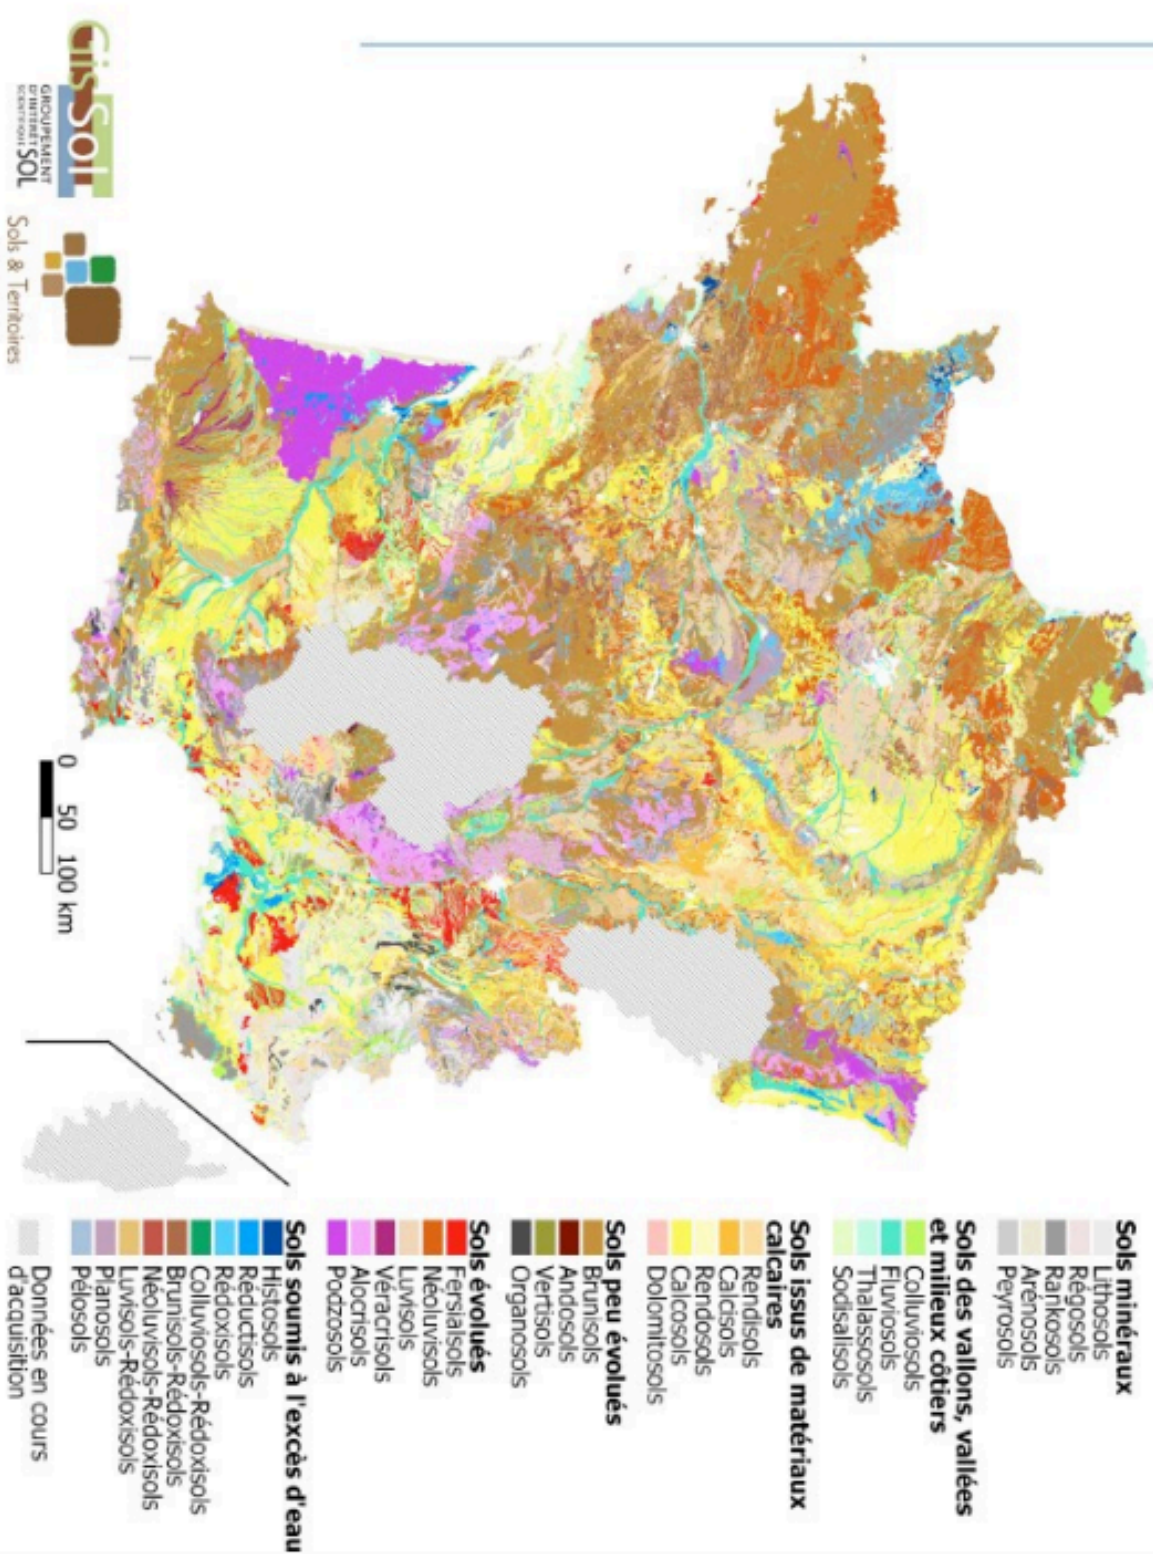 Sols minéraux
Lithosols
Régosols
Rankosols
Arénosols
Peyrosols
Sols des vallons, vallées
et milieux côtiers
Colluviosols
Fluviosols
Thalassosols
Sodisalisols
Sols issus de matériaux
calcaires
Rendisols
Calcisols
Rendosols
Calcosols
Dolomitosols
Sols peu évolués
Brunisols
Andosols
Vertisols
Organosols
Sols évolués
Fersialsols
Néoluvisols
Luvisols
Véracrisols
Alocrisols
Podzosols
Sols soumis à l'excès d'eau
Histosols
Réductisols
Rédoxisols
Colluviosols-Rédoxisols
Brunisols-Rédoxisols
Néoluvisols-Rédoxisols
Luvisols-Rédoxisols
Planosols
Pélosols
Données en cours
d'acquisition
0 50 100 km
Gis Sol
GROUPEMENT
D'INTERÊT
SCIENTIFIQUE SOL
Sols & Territoires